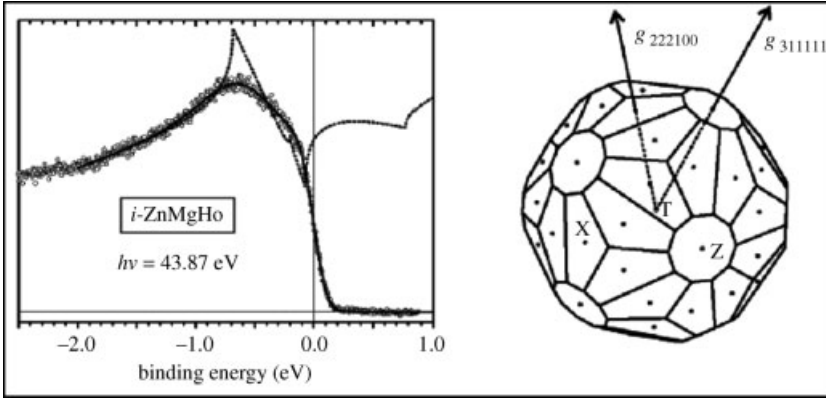 i-ZnMgHo
hν = 43.87 eV
−2.0 −1.0 0.0 1.0
binding energy (eV)
g 222100
g 311111
T
X
Z